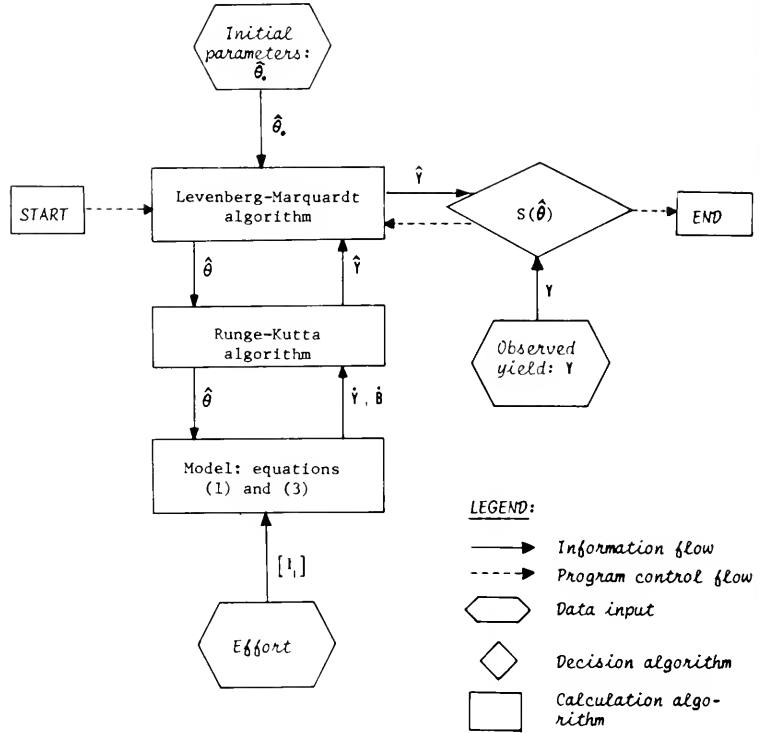 Initial
parameters:
θ̂₀
θ̂₀
START
Levenberg-Marquardt
algorithm
Ŷ
S(θ̂)
END
θ̂
Ŷ
Y
Runge-Kutta
algorithm
Observed
yield: Y
θ̂
Ẏ, Ḃ
Model: equations
(1) and (3)
Effort
LEGEND:
Information flow
Program control flow
Data input
Decision algorithm
Calculation algo-
rithm